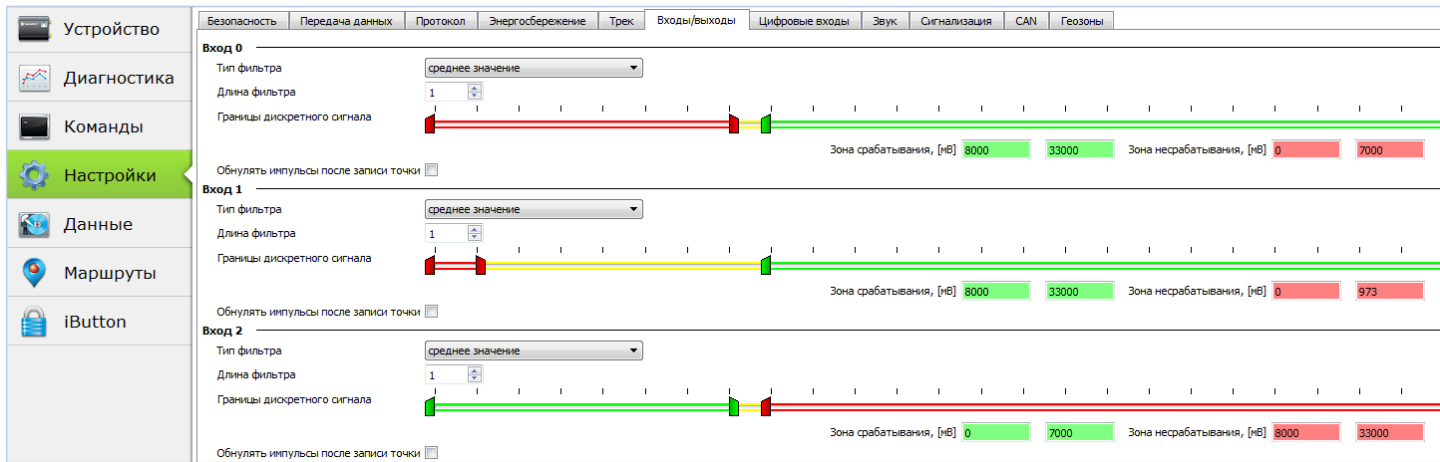 Устройство
Диагностика
Команды
Настройки
Данные
Маршруты
iButton
Безопасность Передача данных Протокол Энергосбережение Трек Входы/выходы Цифровые входы Звук Сигнализация CAN Геозоны
Вход 0
Тип фильтра среднее значение
Длина фильтра 1
Границы дискретного сигнала
Зона срабатывания, [мВ] 8000 33000 Зона несрабатывания, [мВ] 0 7000
Обнулять импульсы после записи точки
Вход 1
Тип фильтра среднее значение
Длина фильтра 1
Границы дискретного сигнала
Зона срабатывания, [мВ] 8000 33000 Зона несрабатывания, [мВ] 0 973
Обнулять импульсы после записи точки
Вход 2
Тип фильтра среднее значение
Длина фильтра 1
Границы дискретного сигнала
Зона срабатывания, [мВ] 0 7000 Зона несрабатывания, [мВ] 8000 33000
Обнулять импульсы после записи точки